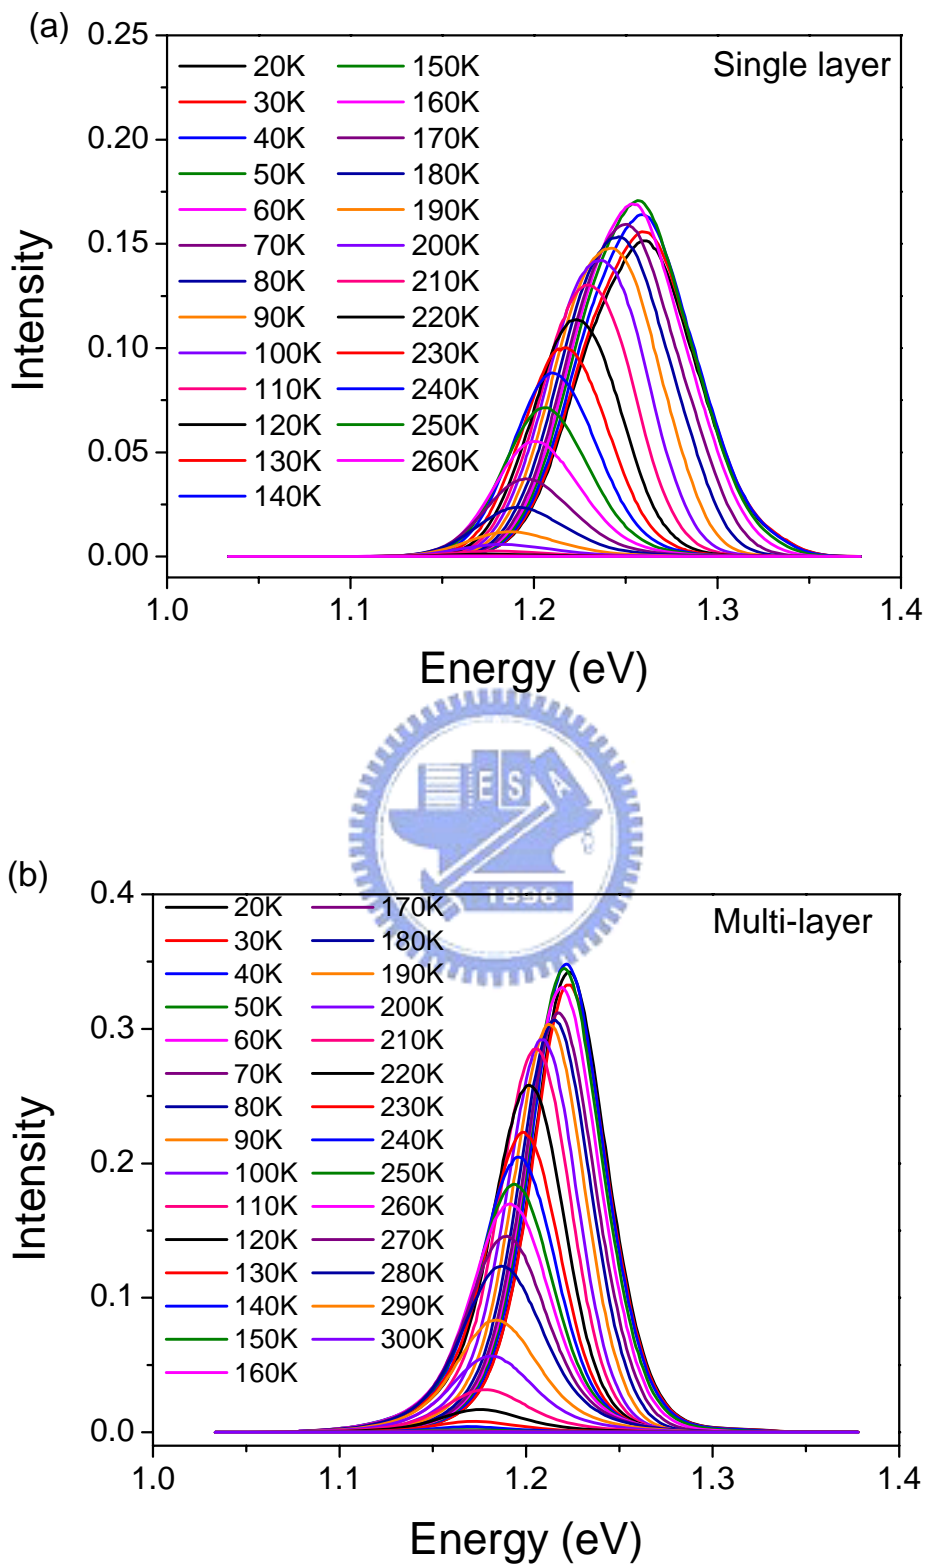 (a)
0.25
0.20
0.15
0.10
0.05
0.00
Intensity
Single layer
20K 150K
30K 160K
40K 170K
50K 180K
60K 190K
70K 200K
80K 210K
90K 220K
100K 230K
110K 240K
120K 250K
130K 260K
140K
1.0 1.1 1.2 1.3 1.4
Energy (eV)
E S A
1896
(b)
0.4
0.3
0.2
0.1
0.0
Intensity
Multi-layer
20K 170K
30K 180K
40K 190K
50K 200K
60K 210K
70K 220K
80K 230K
90K 240K
100K 250K
110K 260K
120K 270K
130K 280K
140K 290K
150K 300K
160K
1.0 1.1 1.2 1.3 1.4
Energy (eV)